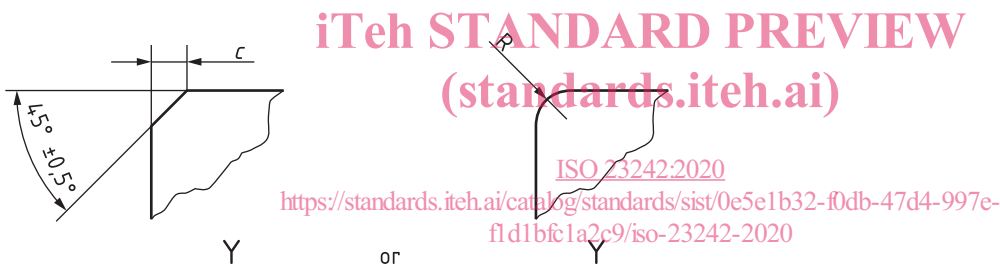 iTeh STANDARD PREVIEW
(standards.iteh.ai)
c
R
45° ±0,5°
ISO 23242:2020
https://standards.iteh.ai/catalog/standards/sist/0e5e1b32-f0db-47d4-997e-
f1d1bfc1a2c9/iso-23242-2020
Y or Y